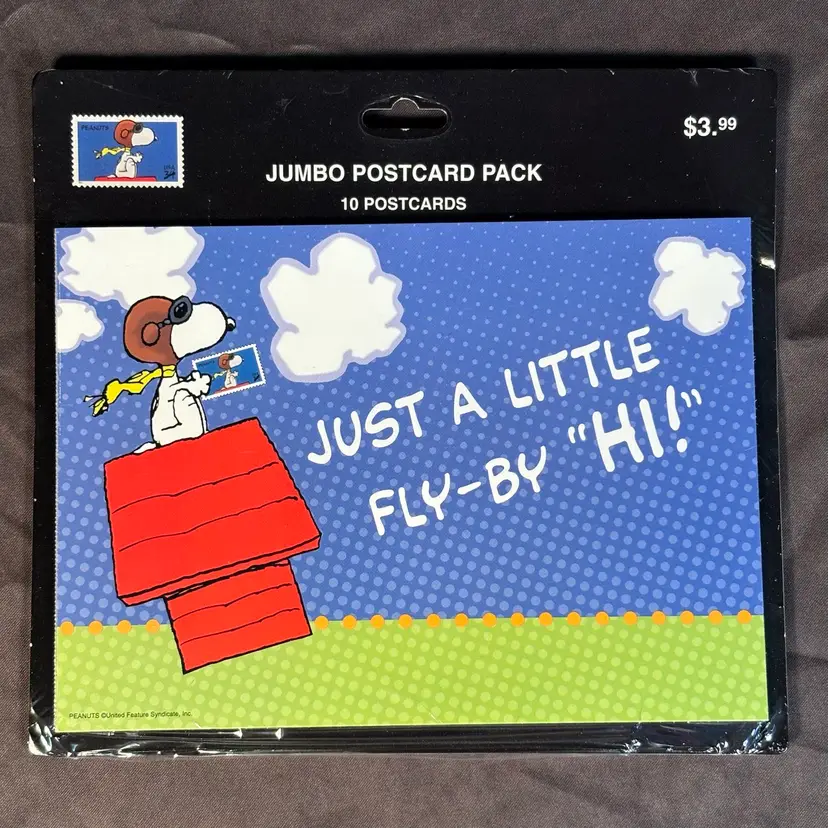 PEANUTS
USA
34
$3.99
JUMBO POSTCARD PACK
10 POSTCARDS
JUST A LITTLE
FLY-BY “HI!”
PEANUTS ©United Feature Syndicate, Inc.